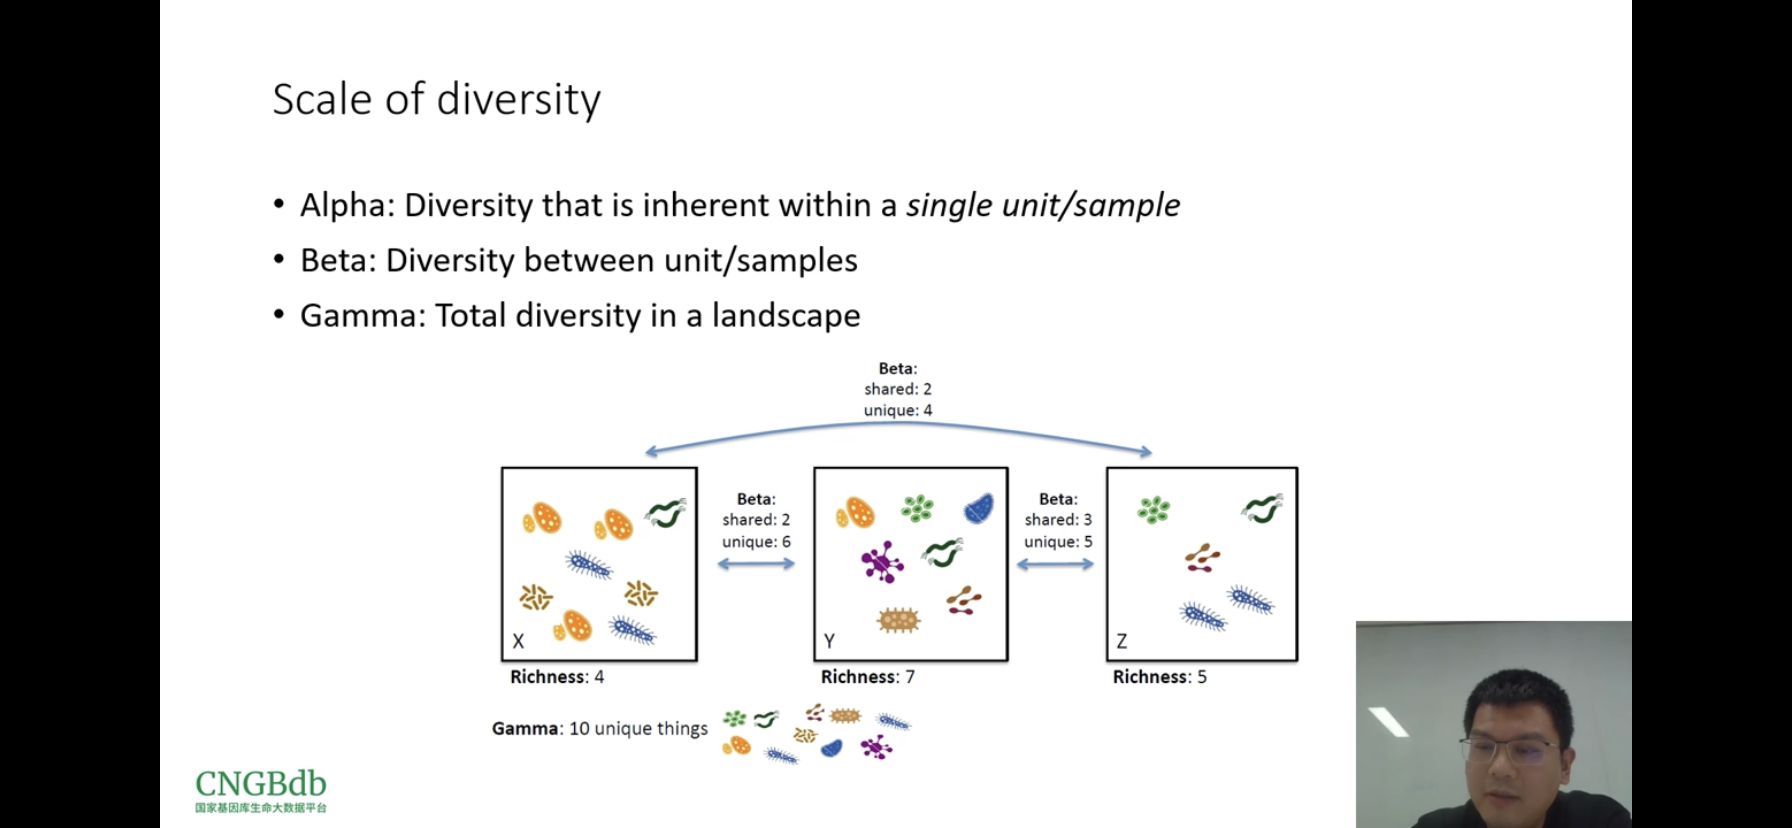 Scale of diversity
• Alpha: Diversity that is inherent within a single unit/sample
• Beta: Diversity between unit/samples
• Gamma: Total diversity in a landscape
Beta:
shared: 2
unique: 4
Beta:
shared: 2
unique: 6
Beta:
shared: 3
unique: 5
X
Y
Z
Richness: 4
Richness: 7
Richness: 5
Gamma: 10 unique things
CNGBdb
国家基因库生命大数据平台